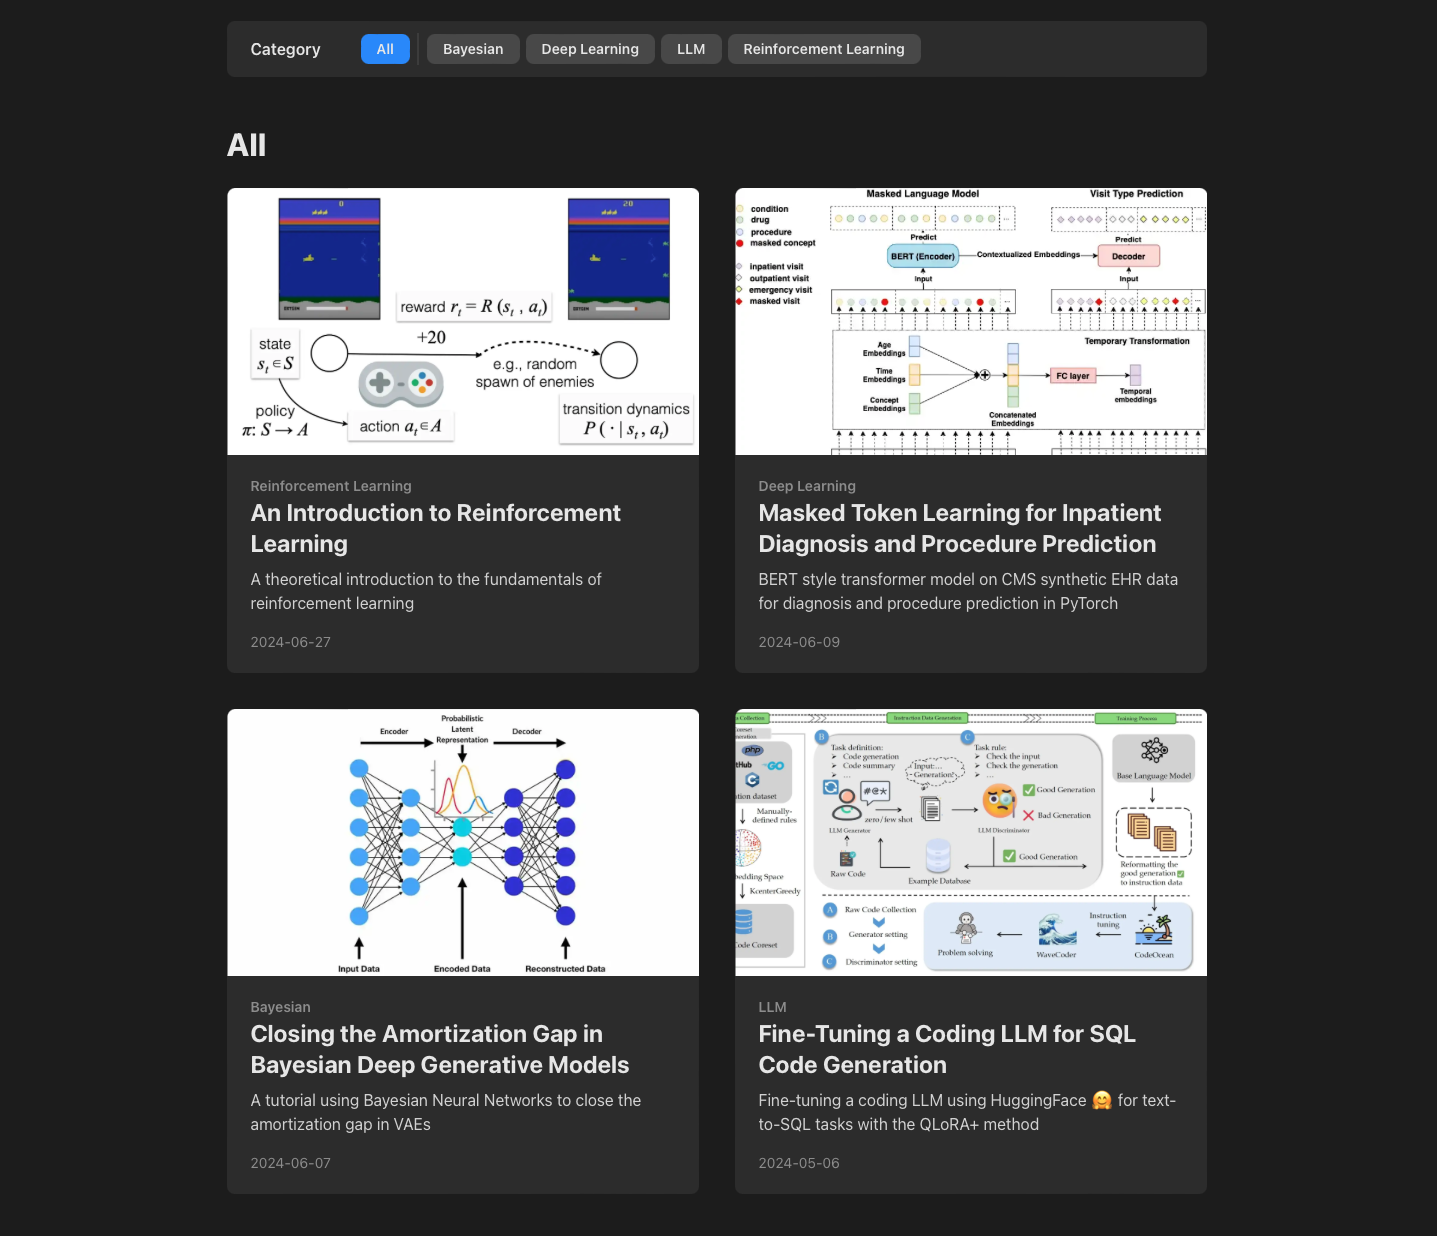 Category
All
Bayesian
Deep Learning
LLM
Reinforcement Learning
All
0
20
reward r_t = R (s_t , a_t)
+20
state
s_t ∈ S
e.g., random
spawn of enemies
policy
π: S → A
action a_t ∈ A
transition dynamics
P ( · | s_t , a_t)
Reinforcement Learning
An Introduction to Reinforcement
Learning
A theoretical introduction to the fundamentals of
reinforcement learning
2024-06-27
Masked Language Model
Visit Type Prediction
condition
drug
procedure
masked concept
inpatient visit
outpatient visit
emergency visit
masked visit
...
...
Predict
Predict
BERT (Encoder)
Contextualized Embeddings
Decoder
Input
Input
...
...
Temporary Transformation
Age
Embeddings
Time
Embeddings
Concept
Embeddings
FC layer
Temporal
embeddings
Concatenated
Embeddings
Deep Learning
Masked Token Learning for Inpatient
Diagnosis and Procedure Prediction
BERT style transformer model on CMS synthetic EHR data
for diagnosis and procedure prediction in PyTorch
2024-06-09
Encoder
Probabilistic
Latent
Representation
Decoder
Input Data
Encoded Data
Reconstructed Data
Bayesian
Closing the Amortization Gap in
Bayesian Deep Generative Models
A tutorial using Bayesian Neural Networks to close the
amortization gap in VAEs
2024-06-07
Collection
Instruction Data Generation
Training Process
php
GO
C
dataset
Manually-
defined rules
Space
KcenterGreedy
Code Coreset
B
Task definition:
Code generation
Code summary
...
Input:...
Generation:
#@*
zero/few shot
LLM Generator
Raw Code
Example Database
C
Task rule:
Check the input
Check the generation
...
Good Generation
Bad Generation
LLM Discriminator
Good Generation
Base Language Model
Reformatting the
good generation
to instruction data
A
Raw Code Collection
B
Generator setting
C
Discriminator setting
Problem solving
WaveCoder
Instruction
tuning
CodeOcean
LLM
Fine-Tuning a Coding LLM for SQL
Code Generation
Fine-tuning a coding LLM using HuggingFace 🤗 for text-
to-SQL tasks with the QLoRA+ method
2024-05-06